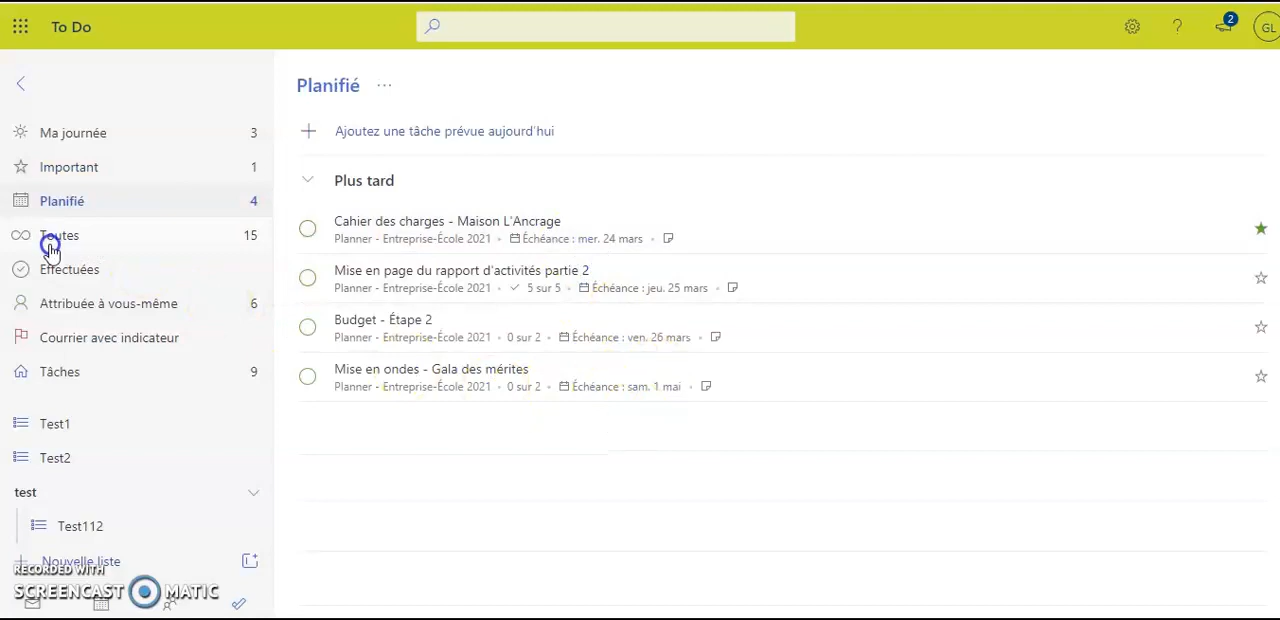 To Do
2
GL
Planifié ...
Ma journée 3
Ajoutez une tâche prévue aujourd'hui
Important 1
Plus tard
Planifié 4
Cahier des charges - Maison L'Ancrage
Planner - Entreprise-École 2021 • Échéance : mer. 24 mars •
Toutes 15
Effectuées
Mise en page du rapport d'activités partie 2
Planner - Entreprise-École 2021 • 5 sur 5 • Échéance : jeu. 25 mars •
Attribuée à vous-même 6
Budget - Étape 2
Planner - Entreprise-École 2021 • 0 sur 2 • Échéance : ven. 26 mars •
Courrier avec indicateur
Tâches 9
Mise en ondes - Gala des mérites
Planner - Entreprise-École 2021 • 0 sur 2 • Échéance : sam. 1 mai •
Test1
Test2
test
Test112
Nouvelle liste
RECORDED WITH
SCREENCAST MATIC